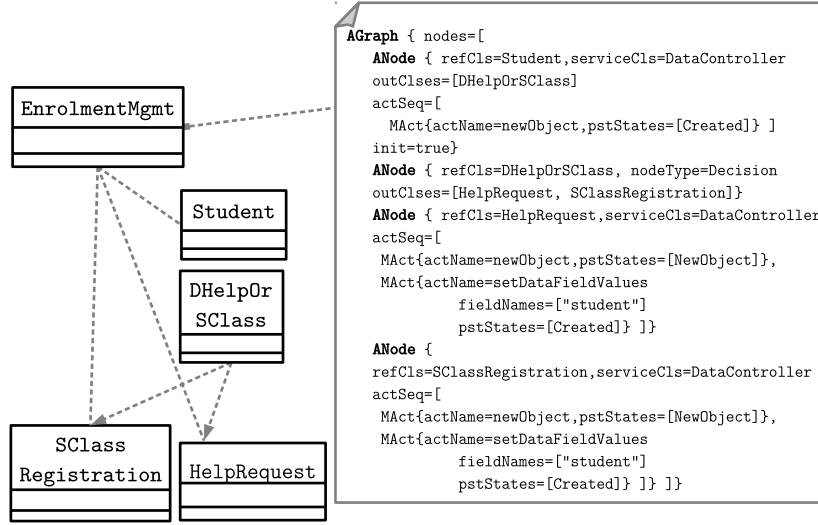 EnrolmentMgmt
Student
DHelpOr
SClass
SClass
Registration
HelpRequest
AGraph { nodes=[
ANode { refCls=Student,serviceCls=DataController
outClses=[DHelpOrSClass]
actSeq=[
MAct{actName=newObject,pstStates=[Created]} ]
init=true}
ANode { refCls=DHelpOrSClass, nodeType=Decision
outClses=[HelpRequest, SClassRegistration]}
ANode { refCls=HelpRequest,serviceCls=DataController
actSeq=[
MAct{actName=newObject,pstStates=[NewObject]},
MAct{actName=setDataFieldValues
fieldNames=["student"]
pstStates=[Created]} ]}
ANode {
refCls=SClassRegistration,serviceCls=DataController
actSeq=[
MAct{actName=newObject,pstStates=[NewObject]},
MAct{actName=setDataFieldValues
fieldNames=["student"]
pstStates=[Created]} ]} ]}